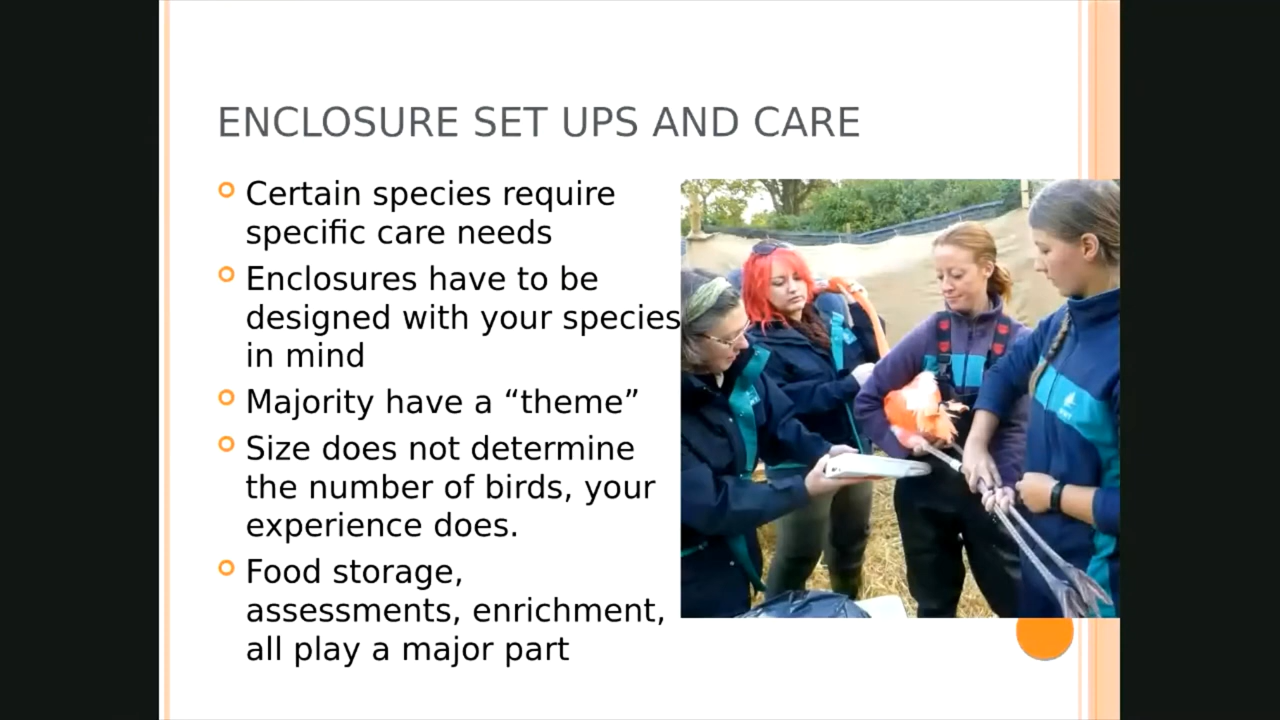 ENCLOSURE SET UPS AND CARE
Certain species require
specific care needs
Enclosures have to be
designed with your species
in mind
Majority have a “theme”
Size does not determine
the number of birds, your
experience does.
Food storage,
assessments, enrichment,
all play a major part